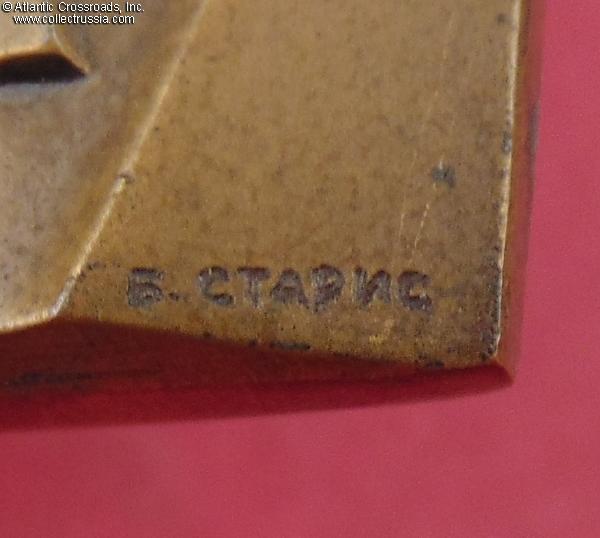 © Atlantic Crossroads, Inc.
www.collectrussia.com
Б. СТАРИС